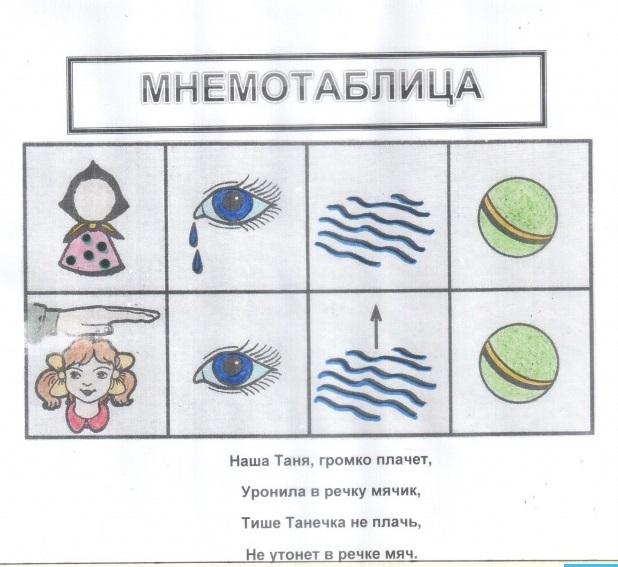 МНЕМОТАБЛИЦА
Наша Таня, громко плачет,
Уронила в речку мячик,
Тише Танечка не плачь,
Не утонет в речке мяч.